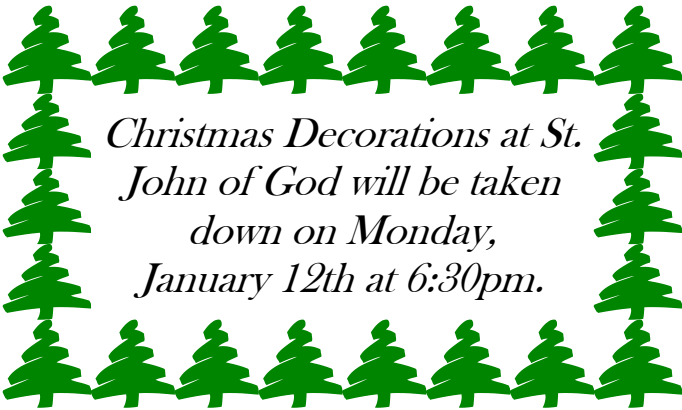 Christmas Decorations at St.
John of God will be taken
down on Monday,
January 12th at 6:30pm.